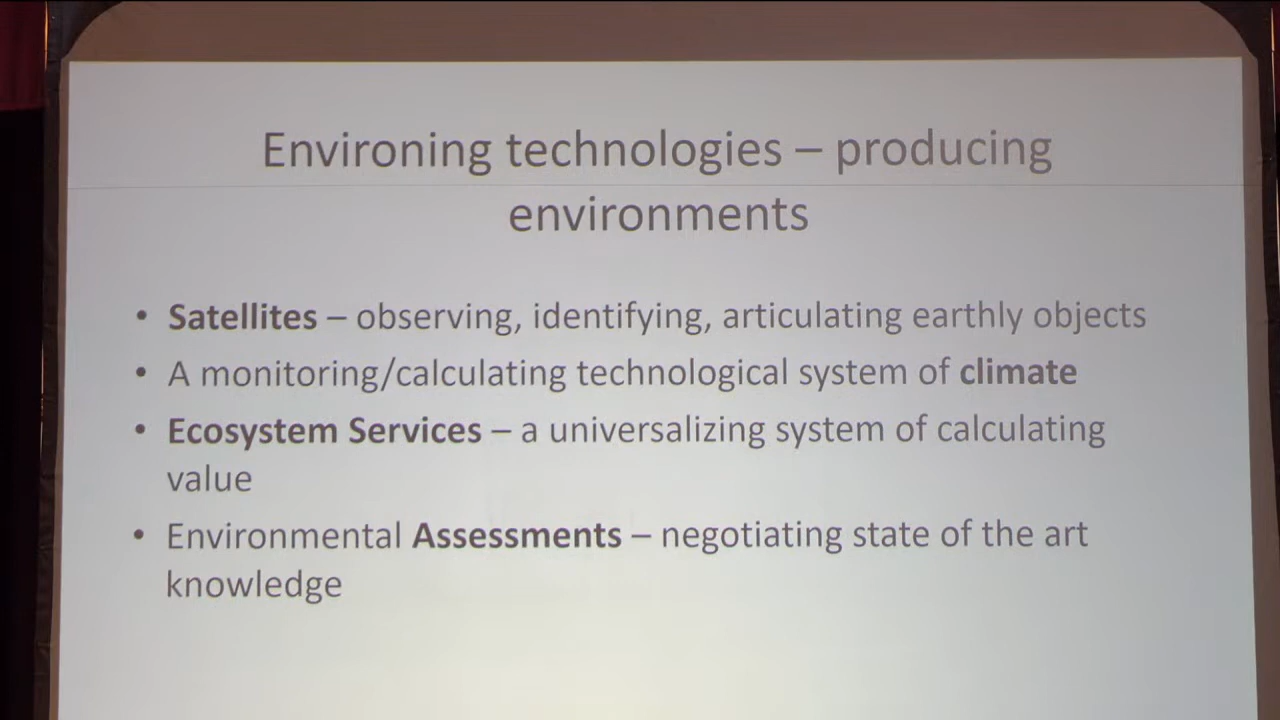 Environing technologies – producing
environments
• Satellites – observing, identifying, articulating earthly objects
• A monitoring/calculating technological system of climate
• Ecosystem Services – a universalizing system of calculating
value
• Environmental Assessments – negotiating state of the art
knowledge